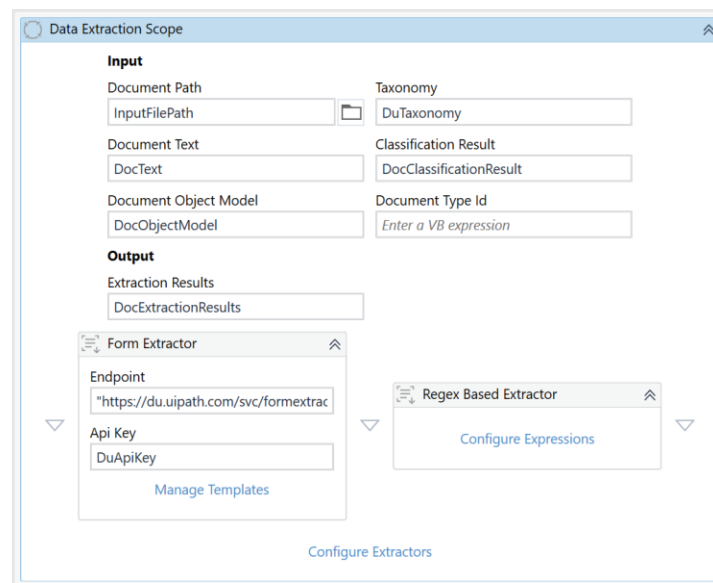 Data Extraction Scope
Input
Document Path
Taxonomy
InputFilePath
DuTaxonomy
Document Text
Classification Result
DocText
DocClassificationResult
Document Object Model
Document Type Id
DocObjectModel
Enter a VB expression
Output
Extraction Results
DocExtractionResults
Form Extractor
Endpoint
"https://du.uipath.com/svc/formextrac
Api Key
DuApiKey
Manage Templates
Regex Based Extractor
Configure Expressions
Configure Extractors